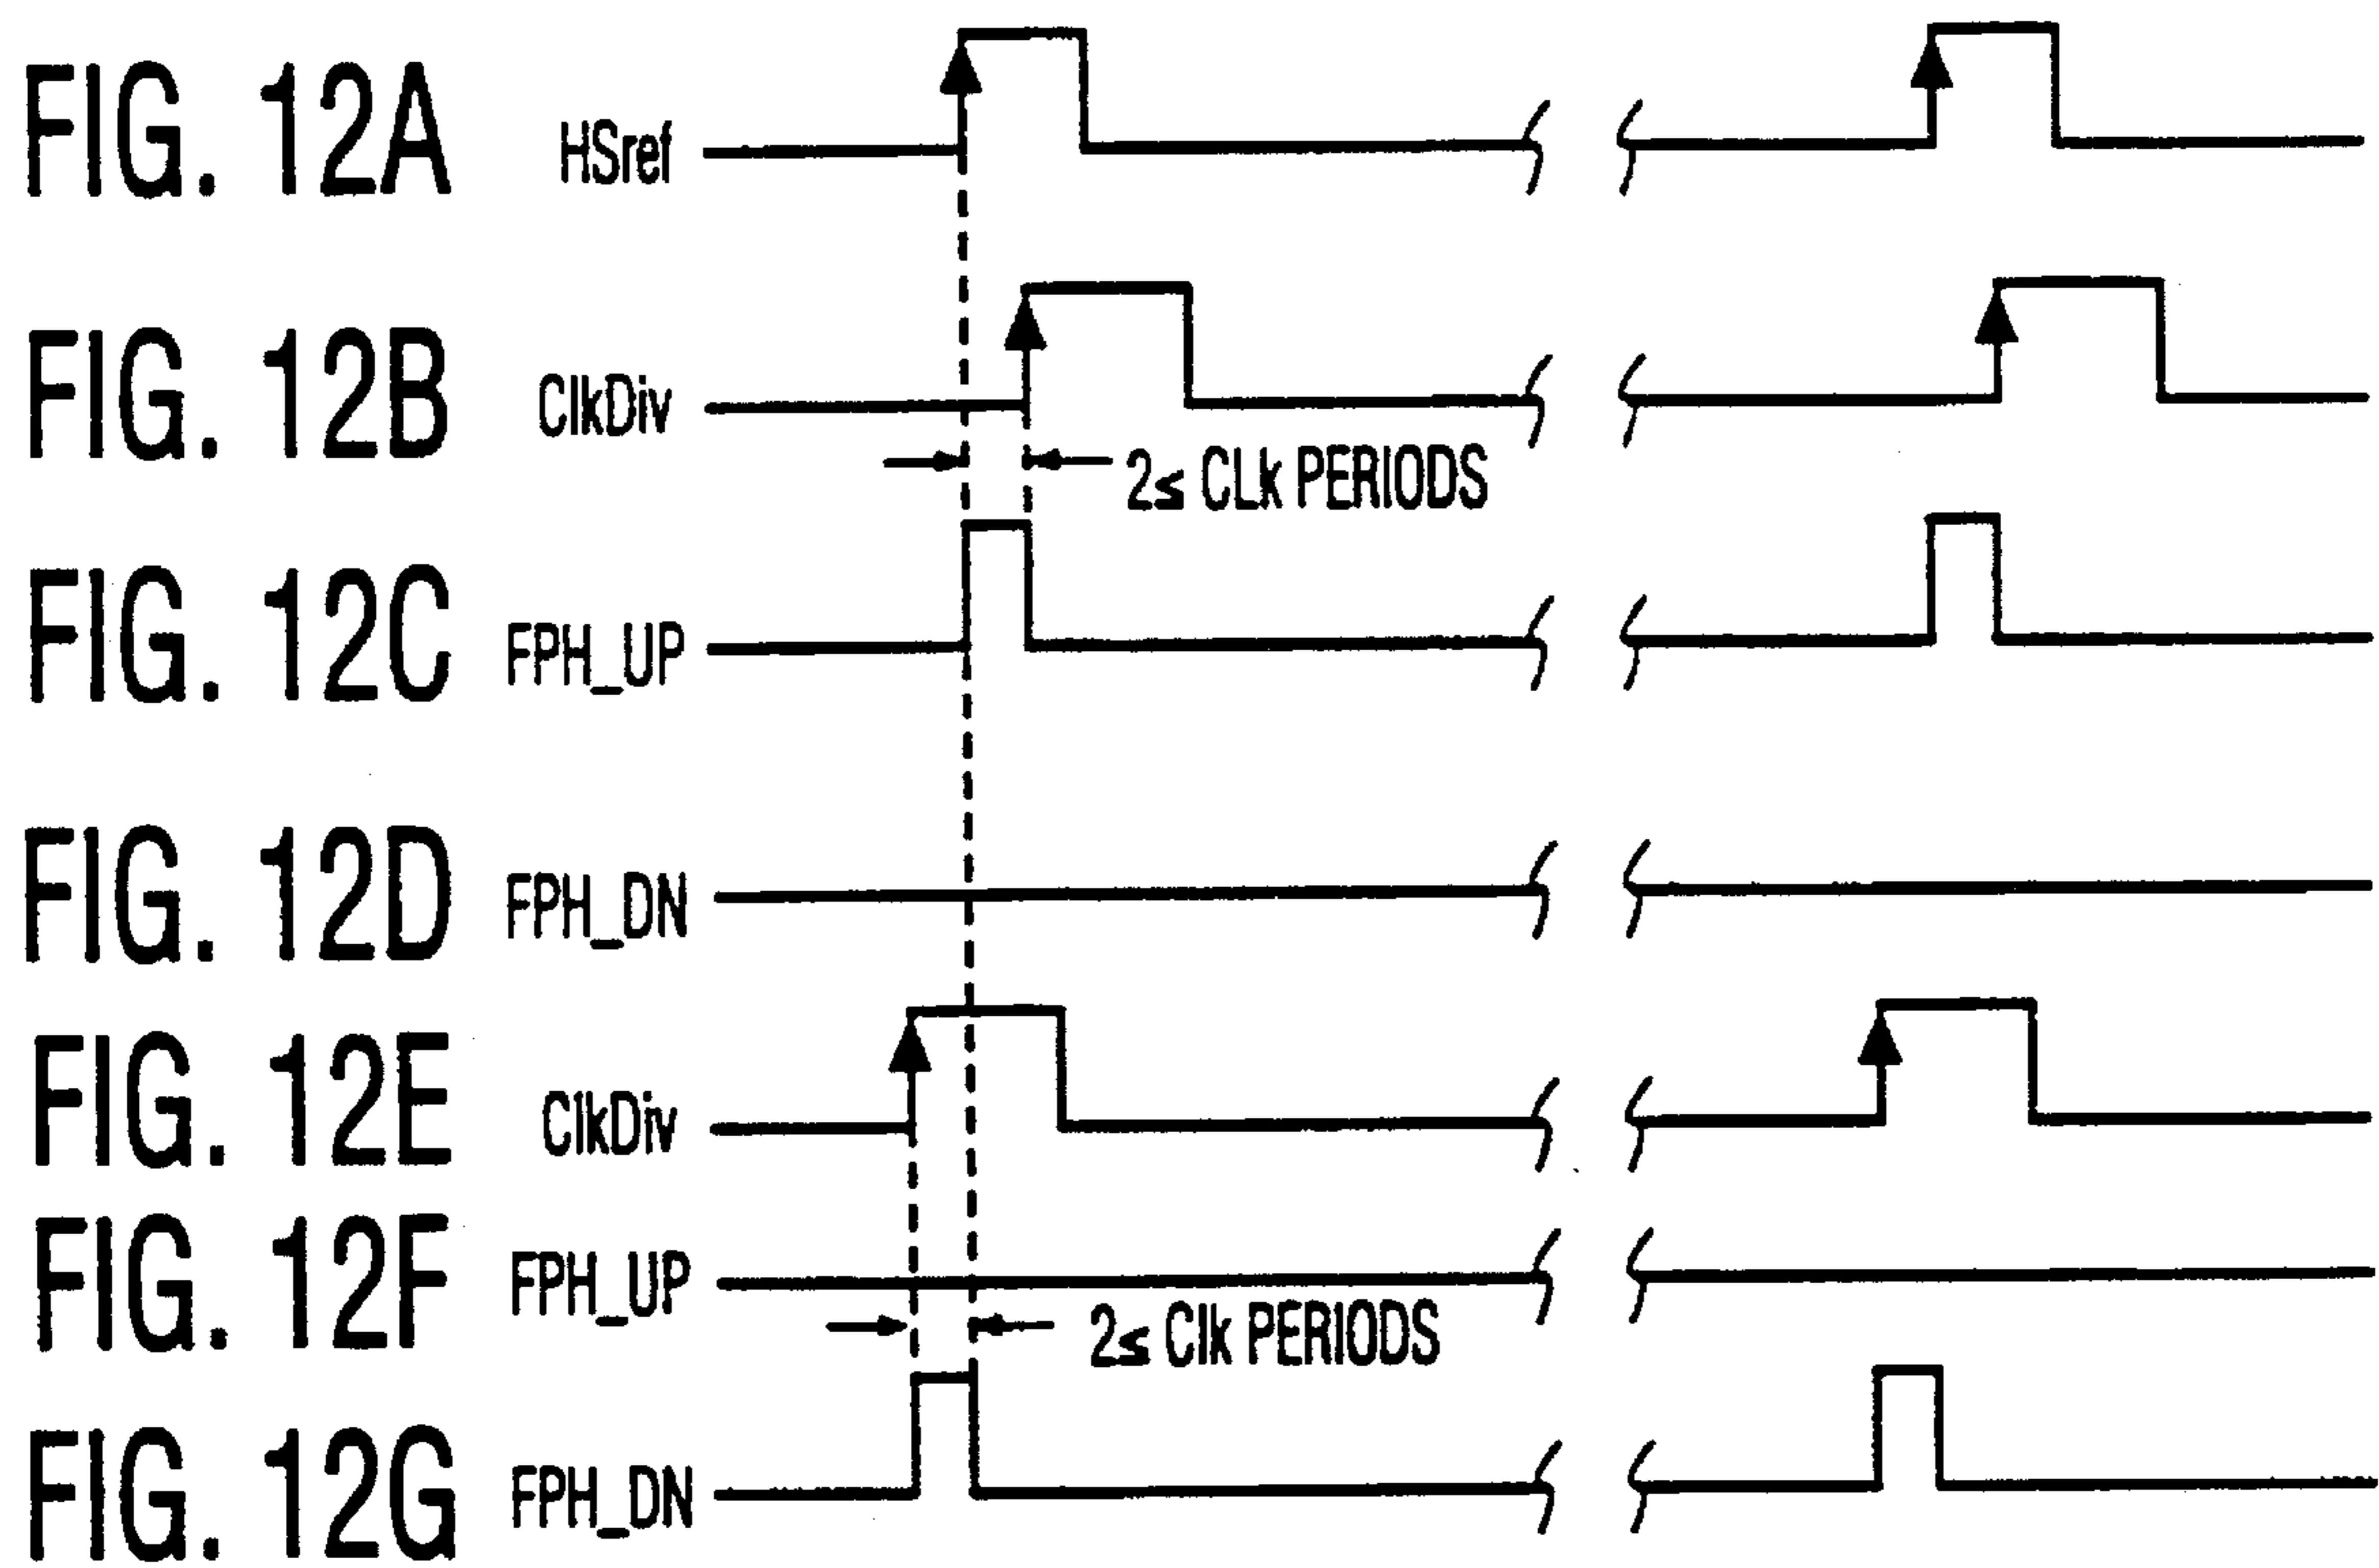 FIG. 12A HSref
FIG. 12B ClkDiv
2≤ CLk PERIODS
FIG. 12C FPH_UP
FIG. 12D FPH_DN
FIG. 12E ClkDiv
FIG. 12F FPH_UP
2≤ Clk PERIODS
FIG. 12G FPH_DN